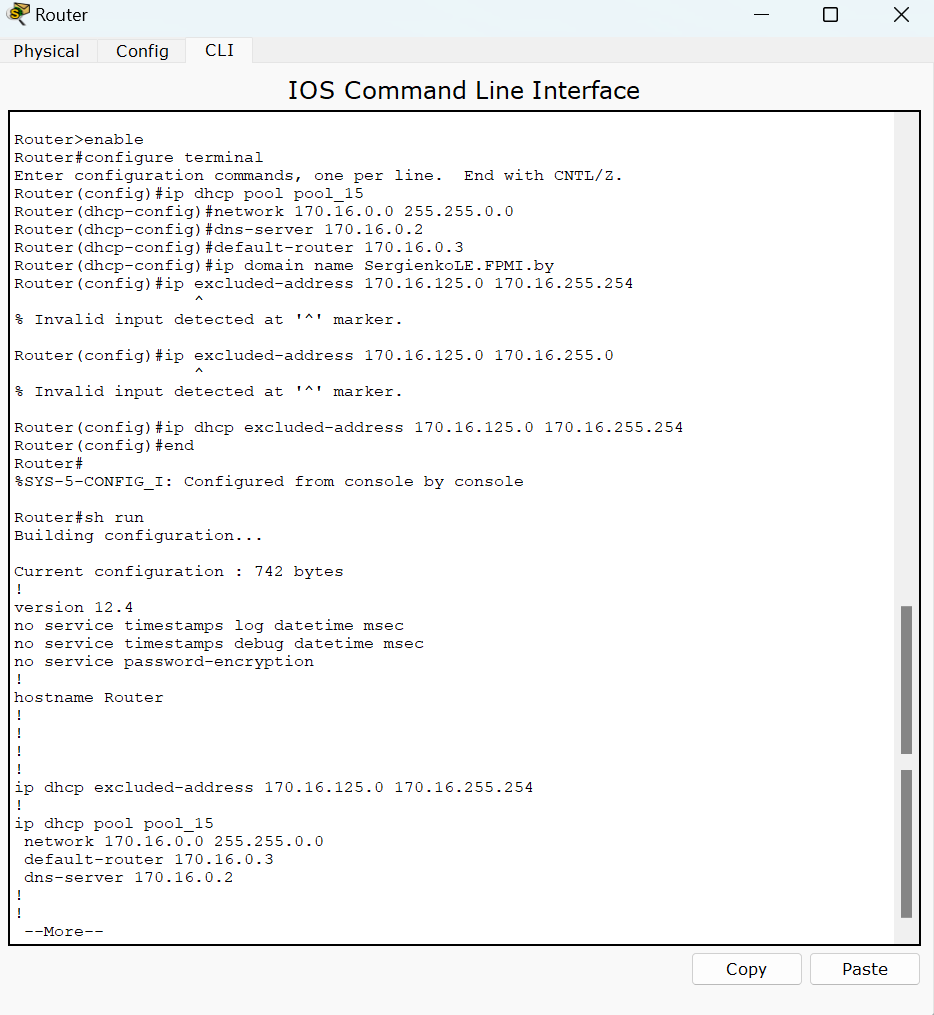 Router
Physical Config CLI
IOS Command Line Interface
Router>enable
Router#configure terminal
Enter configuration commands, one per line.  End with CNTL/Z.
Router(config)#ip dhcp pool pool_15
Router(dhcp-config)#network 170.16.0.0 255.255.0.0
Router(dhcp-config)#dns-server 170.16.0.2
Router(dhcp-config)#default-router 170.16.0.3
Router(dhcp-config)#ip domain name SergienkoLE.FPMI.by
Router(config)#ip excluded-address 170.16.125.0 170.16.255.254
^
% Invalid input detected at '^' marker.
Router(config)#ip excluded-address 170.16.125.0 170.16.255.0
^
% Invalid input detected at '^' marker.
Router(config)#ip dhcp excluded-address 170.16.125.0 170.16.255.254
Router(config)#end
Router#
%SYS-5-CONFIG_I: Configured from console by console
Router#sh run
Building configuration...
Current configuration : 742 bytes
!
version 12.4
no service timestamps log datetime msec
no service timestamps debug datetime msec
no service password-encryption
!
hostname Router
!
!
!
!
ip dhcp excluded-address 170.16.125.0 170.16.255.254
!
ip dhcp pool pool_15
network 170.16.0.0 255.255.0.0
default-router 170.16.0.3
dns-server 170.16.0.2
!
!
--More--
Copy Paste